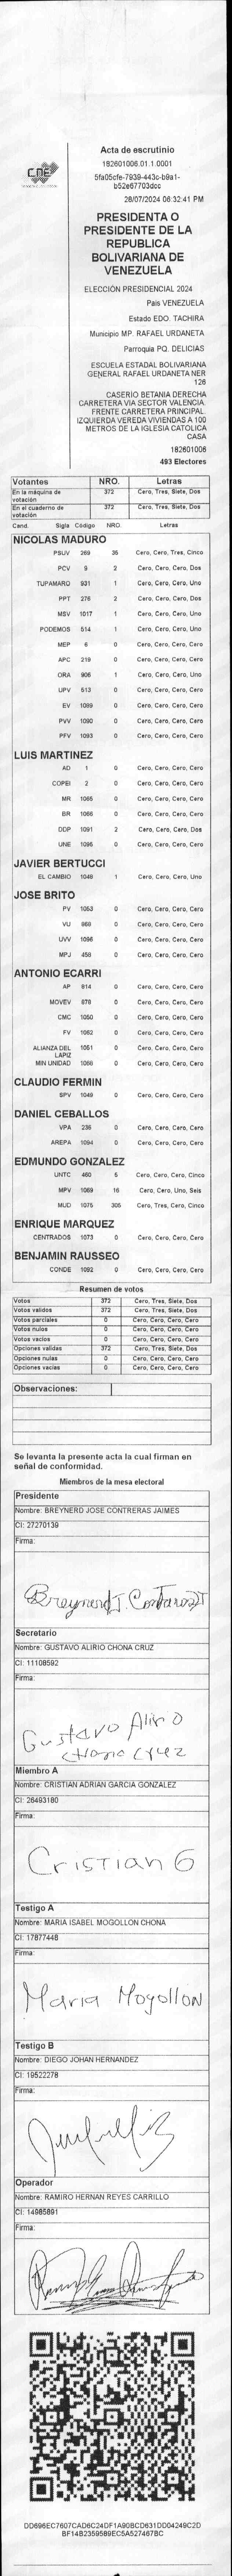 CNE
Acta de escrutinio
182601006.01.1.0001
5fa05cfe-7939-443c-b9a1-
b52e67703dcc
28/07/2024 06:32:41 PM
PRESIDENTA O
PRESIDENTE DE LA
REPUBLICA
BOLIVARIANA DE
VENEZUELA
ELECCIÓN PRESIDENCIAL 2024
Pais VENEZUELA
Estado EDO. TACHIRA
Municipio MP. RAFAEL URDANETA
Parroquia PQ. DELICIAS
ESCUELA ESTADAL BOLIVARIANA
GENERAL RAFAEL URDANETA NER
126
CASERIO BETANIA DERECHA
CARRETERA VIA SECTOR VALENCIA.
FRENTE CARRETERA PRINCIPAL.
IZQUIERDA VEREDA VIVIENDAS A 100
METROS DE LA IGLESIA CATOLICA
CASA
182601006
493 Electores
Votantes NRO. Letras
En la máquina de votación 372 Cero, Tres, Siete, Dos
En el cuaderno de votación 372 Cero, Tres, Siete, Dos
Cand. Sigla Código NRO. Letras
NICOLAS MADURO
PSUV 269 35 Cero, Cero, Tres, Cinco
PCV 9 2 Cero, Cero, Cero, Dos
TUPAMARO 931 1 Cero, Cero, Cero, Uno
PPT 276 2 Cero, Cero, Cero, Dos
MSV 1017 1 Cero, Cero, Cero, Uno
PODEMOS 514 1 Cero, Cero, Cero, Uno
MEP 6 0 Cero, Cero, Cero, Cero
APC 219 0 Cero, Cero, Cero, Cero
ORA 906 1 Cero, Cero, Cero, Uno
UPV 513 0 Cero, Cero, Cero, Cero
EV 1099 0 Cero, Cero, Cero, Cero
PVV 1090 0 Cero, Cero, Cero, Cero
PFV 1093 0 Cero, Cero, Cero, Cero
LUIS MARTINEZ
AD 1 0 Cero, Cero, Cero, Cero
COPEI 2 0 Cero, Cero, Cero, Cero
MR 1065 0 Cero, Cero, Cero, Cero
BR 1066 0 Cero, Cero, Cero, Cero
DDP 1091 2 Cero, Cero, Cero, Dos
UNE 1095 0 Cero, Cero, Cero, Cero
JAVIER BERTUCCI
EL CAMBIO 1048 1 Cero, Cero, Cero, Uno
JOSE BRITO
PV 1053 0 Cero, Cero, Cero, Cero
VU 969 0 Cero, Cero, Cero, Cero
UVV 1096 0 Cero, Cero, Cero, Cero
MPJ 458 0 Cero, Cero, Cero, Cero
ANTONIO ECARRI
AP 914 0 Cero, Cero, Cero, Cero
MOVEV 978 0 Cero, Cero, Cero, Cero
CMC 1050 0 Cero, Cero, Cero, Cero
FV 1062 0 Cero, Cero, Cero, Cero
ALIANZA DEL LAPIZ 1051 0 Cero, Cero, Cero, Cero
MIN UNIDAD 1086 0 Cero, Cero, Cero, Cero
CLAUDIO FERMIN
SPV 1049 0 Cero, Cero, Cero, Cero
DANIEL CEBALLOS
VPA 236 0 Cero, Cero, Cero, Cero
AREPA 1094 0 Cero, Cero, Cero, Cero
EDMUNDO GONZALEZ
UNTC 460 5 Cero, Cero, Cero, Cinco
MPV 1069 16 Cero, Cero, Uno, Seis
MUD 1075 305 Cero, Tres, Cero, Cinco
ENRIQUE MARQUEZ
CENTRADOS 1073 0 Cero, Cero, Cero, Cero
BENJAMIN RAUSSEO
CONDE 1092 0 Cero, Cero, Cero, Cero
Resumen de votos
Votos 372 Cero, Tres, Siete, Dos
Votos validos 372 Cero, Tres, Siete, Dos
Votos parciales 0 Cero, Cero, Cero, Cero
Votos nulos 0 Cero, Cero, Cero, Cero
Votos vacios 0 Cero, Cero, Cero, Cero
Opciones validas 372 Cero, Tres, Siete, Dos
Opciones nulas 0 Cero, Cero, Cero, Cero
Opciones vacias 0 Cero, Cero, Cero, Cero
Observaciones:
Se levanta la presente acta la cual firman en
señal de conformidad.
Miembros de la mesa electoral
Presidente
Nombre: BREYNERD JOSE CONTRERAS JAIMES
CI: 27270139
Firma:
Breynerd J. Contreras J
Secretario
Nombre: GUSTAVO ALIRIO CHONA CRUZ
CI: 11108592
Firma:
Gustavo Alirio
Chona Cruz
Miembro A
Nombre: CRISTIAN ADRIAN GARCIA GONZALEZ
CI: 26493180
Firma:
Cristian G
Testigo A
Nombre: MARIA ISABEL MOGOLLON CHONA
CI: 17877448
Firma:
Maria Mogollon
Testigo B
Nombre: DIEGO JOHAN HERNANDEZ
CI: 19522278
Firma:
Operador
Nombre: RAMIRO HERNAN REYES CARRILLO
CI: 14985891
Firma:
DD696EC7607CAD6C24DF1A90BCD631DD04249C2D
BF14B2359589EC5A527467BC